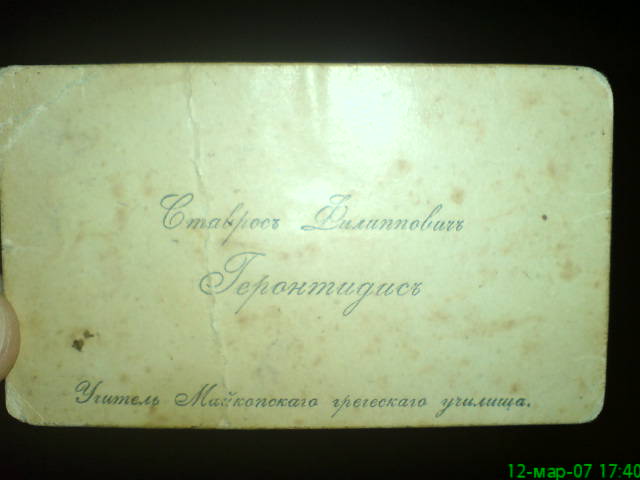 Ставросъ Филипповичъ
Геронтидисъ
Учитель Майкопскаго греческаго училища.
12-мар-07 17:40